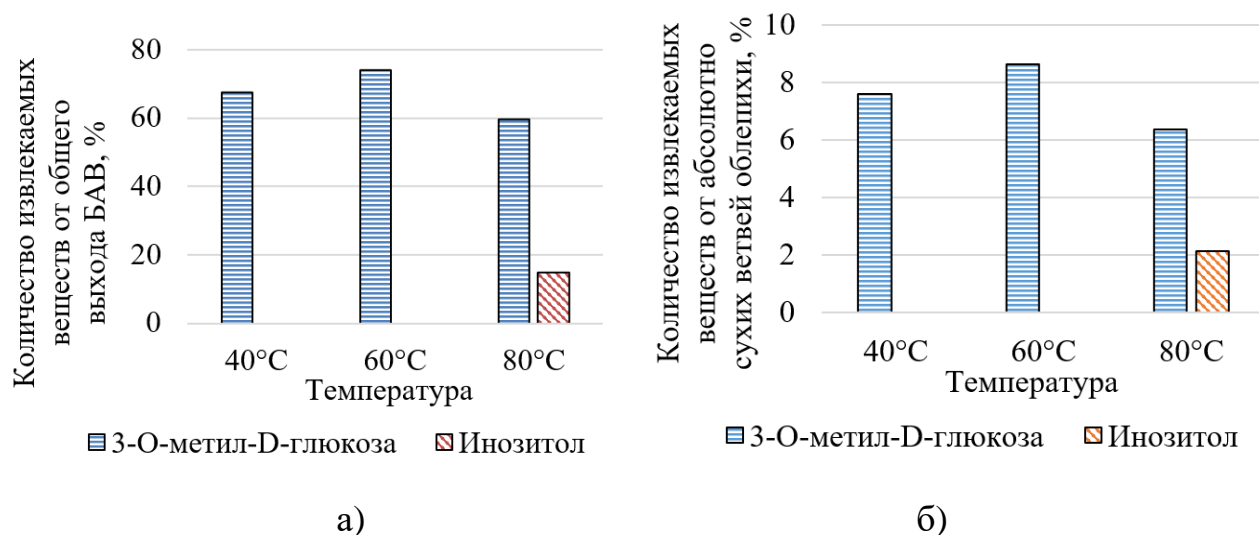 Количество извлекаемых
веществ от общего
выхода БАВ, %
80
60
40
20
0
40°C
60°C
80°C
Температура
3-О-метил-D-глюкоза
Инозитол
а)
Количество извлекаемых
веществ от абсолютно
сухих ветвей облепихи, %
10
8
6
4
2
0
40°C
60°C
80°C
Температура
3-О-метил-D-глюкоза
Инозитол
б)